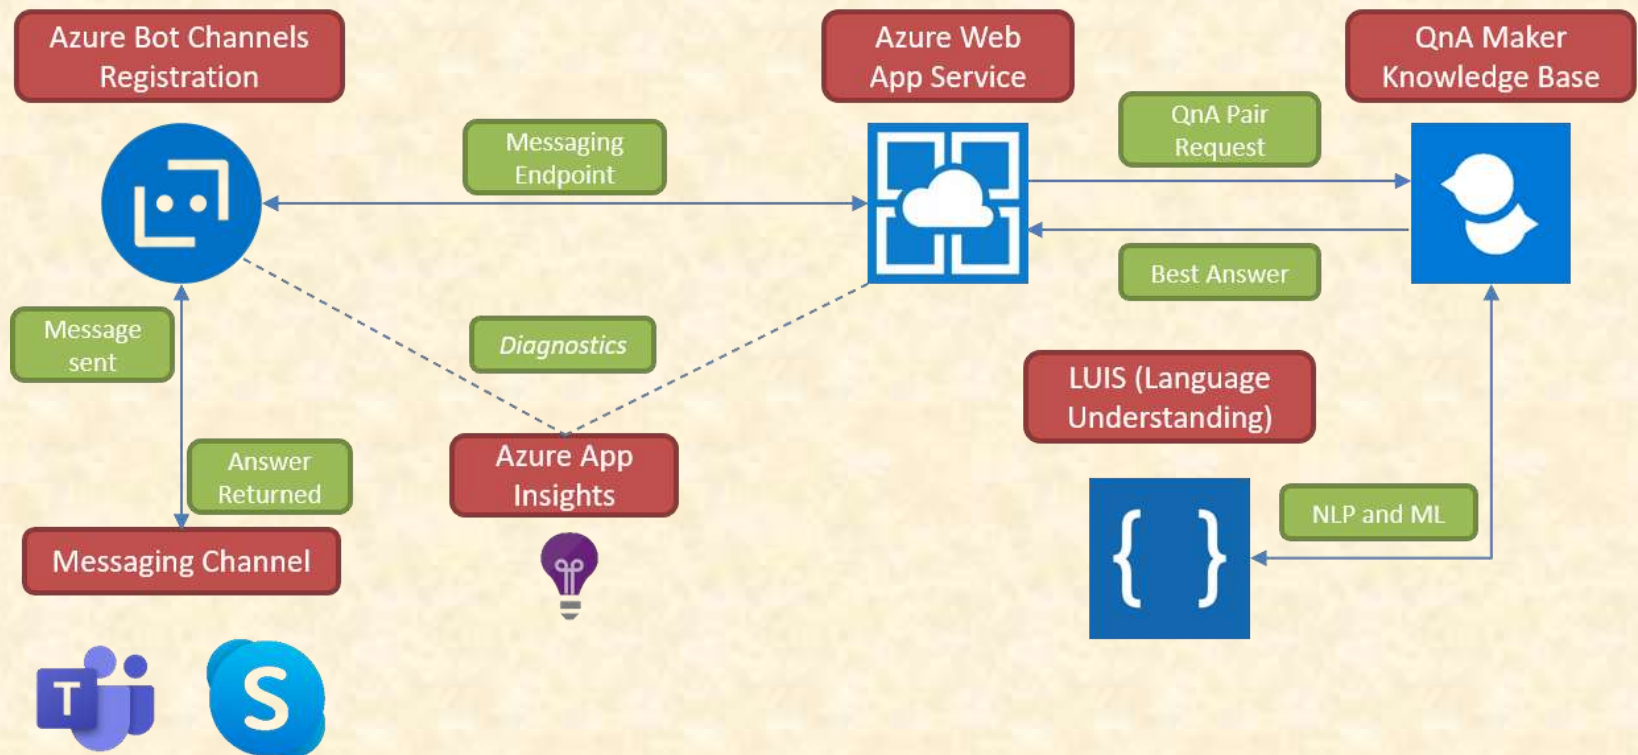 Azure Bot Channels
Registration
Azure Web
App Service
QnA Maker
Knowledge Base
Messaging
Endpoint
QnA Pair
Request
Best Answer
Message
sent
Diagnostics
LUIS (Language
Understanding)
Answer
Returned
Azure App
Insights
NLP and ML
{ }
Messaging Channel
T
S